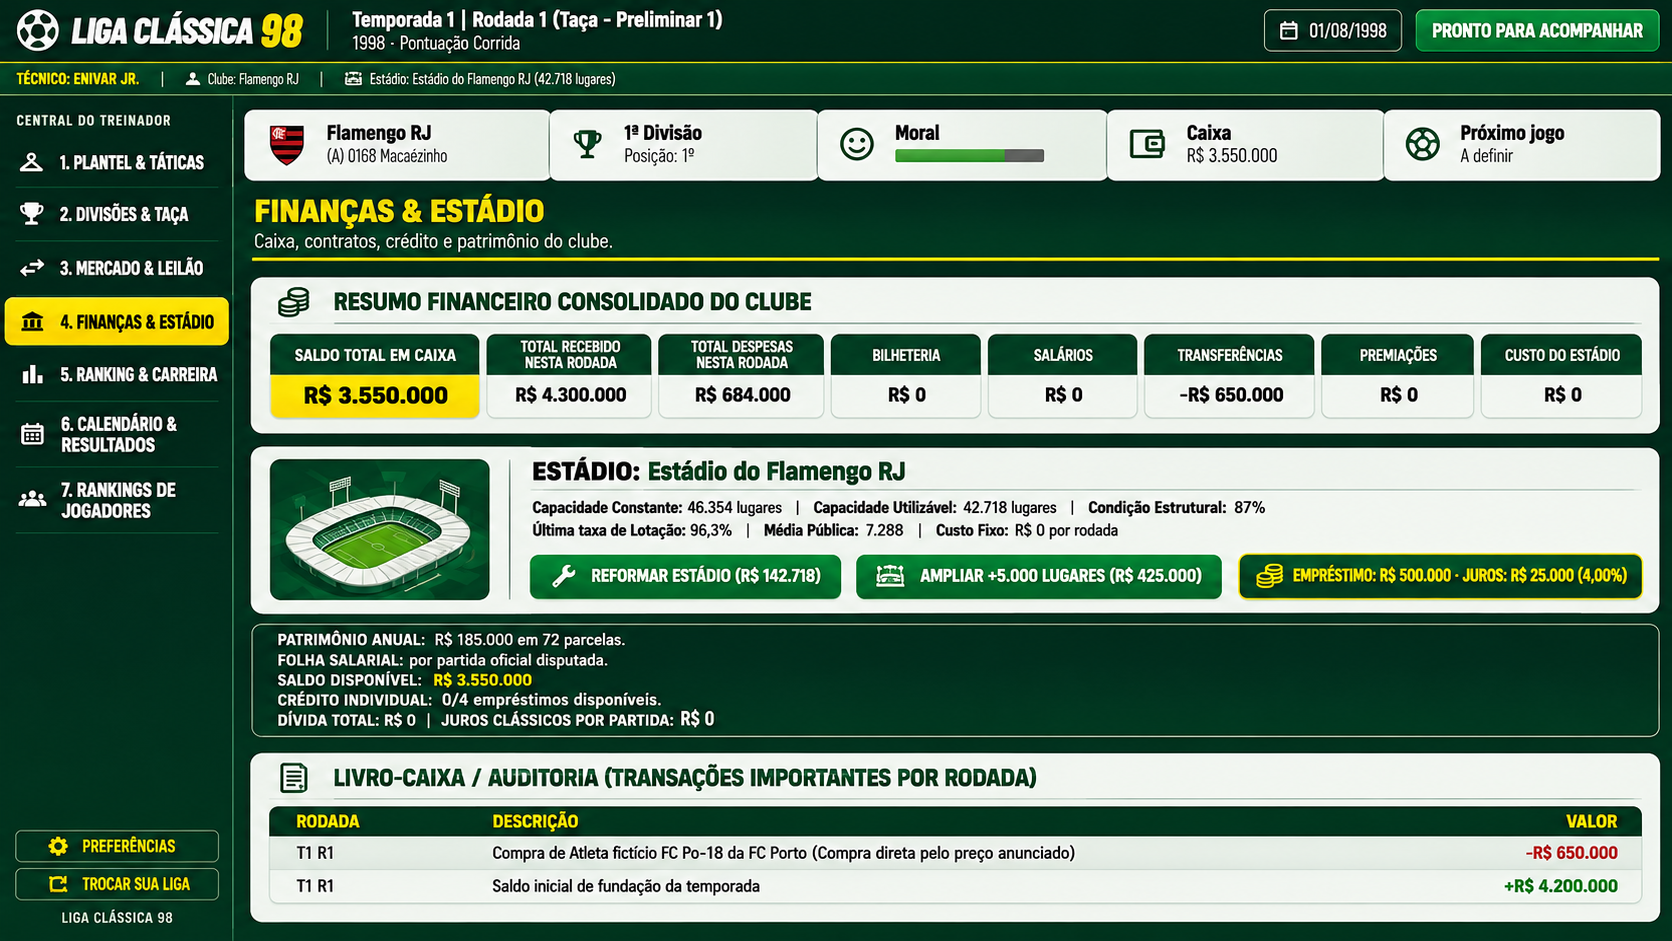 LIGA CLÁSSICA 98
Temporada 1 | Rodada 1 (Taça - Preliminar 1)
1998 - Pontuação Corrida
01/08/1998
PRONTO PARA ACOMPANHAR
TÉCNICO: ENIVAR JR. | Clube: Flamengo RJ | Estádio: Estádio do Flamengo RJ (42.718 lugares)
CENTRAL DO TREINADOR
1. PLANTEL & TÁTICAS
2. DIVISÕES & TAÇA
3. MERCADO & LEILÃO
4. FINANÇAS & ESTÁDIO
5. RANKING & CARREIRA
6. CALENDÁRIO &
RESULTADOS
7. RANKINGS DE
JOGADORES
PREFERÊNCIAS
TROCAR SUA LIGA
LIGA CLÁSSICA 98
Flamengo RJ
(A) 0168 Macaézinho
1ª Divisão
Posição: 1º
Moral
Caixa
R$ 3.550.000
Próximo jogo
A definir
FINANÇAS & ESTÁDIO
Caixa, contratos, crédito e patrimônio do clube.
RESUMO FINANCEIRO CONSOLIDADO DO CLUBE
SALDO TOTAL EM CAIXA
R$ 3.550.000
TOTAL RECEBIDO
NESTA RODADA
R$ 4.300.000
TOTAL DESPESAS
NESTA RODADA
R$ 684.000
BILHETERIA
R$ 0
SALÁRIOS
R$ 0
TRANSFERÊNCIAS
-R$ 650.000
PREMIAÇÕES
R$ 0
CUSTO DO ESTÁDIO
R$ 0
ESTÁDIO: Estádio do Flamengo RJ
Capacidade Constante: 46.354 lugares | Capacidade Utilizável: 42.718 lugares | Condição Estrutural: 87%
Última taxa de Lotação: 96,3% | Média Pública: 7.288 | Custo Fixo: R$ 0 por rodada
REFORMAR ESTÁDIO (R$ 142.718)
AMPLIAR +5.000 LUGARES (R$ 425.000)
EMPRÉSTIMO: R$ 500.000 · JUROS: R$ 25.000 (4,00%)
PATRIMÔNIO ANUAL: R$ 185.000 em 72 parcelas.
FOLHA SALARIAL: por partida oficial disputada.
SALDO DISPONÍVEL: R$ 3.550.000
CRÉDITO INDIVIDUAL: 0/4 empréstimos disponíveis.
DÍVIDA TOTAL: R$ 0 | JUROS CLÁSSICOS POR PARTIDA: R$ 0
LIVRO-CAIXA / AUDITORIA (TRANSAÇÕES IMPORTANTES POR RODADA)
RODADA DESCRIÇÃO VALOR
T1 R1 Compra de Atleta fictício FC Po-18 da FC Porto (Compra direta pelo preço anunciado) -R$ 650.000
T1 R1 Saldo inicial de fundação da temporada +R$ 4.200.000